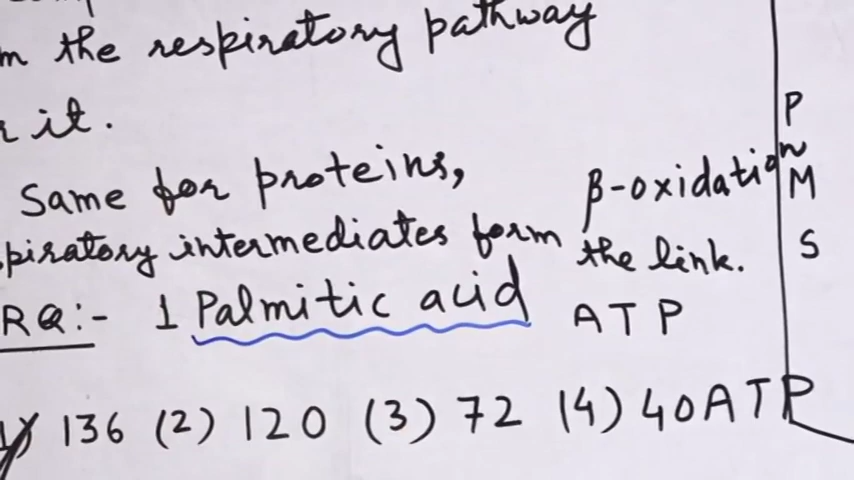 the respiratory pathway
it.
Same for proteins,
β-oxidation
piratory intermediates form
the link.
RQ:- 1 Palmitic acid ATP
1) 136 (2) 120 (3) 72 (4) 40ATP
P
M
S